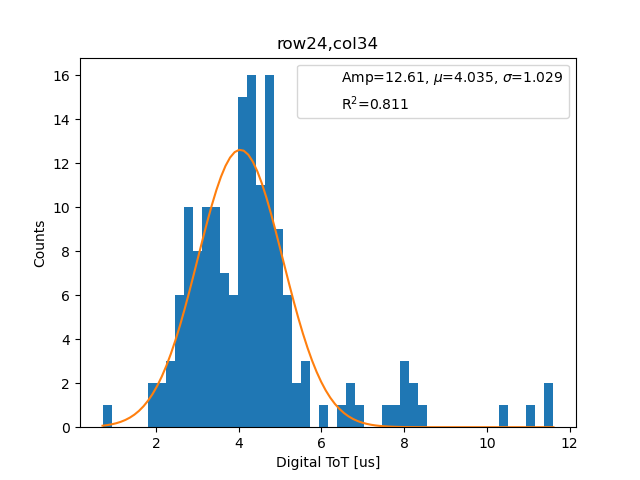 row24,col34
Amp=12.61, μ=4.035, σ=1.029
R²=0.811
Counts
16
14
12
10
8
6
4
2
0
2 4 6 8 10 12
Digital ToT [us]